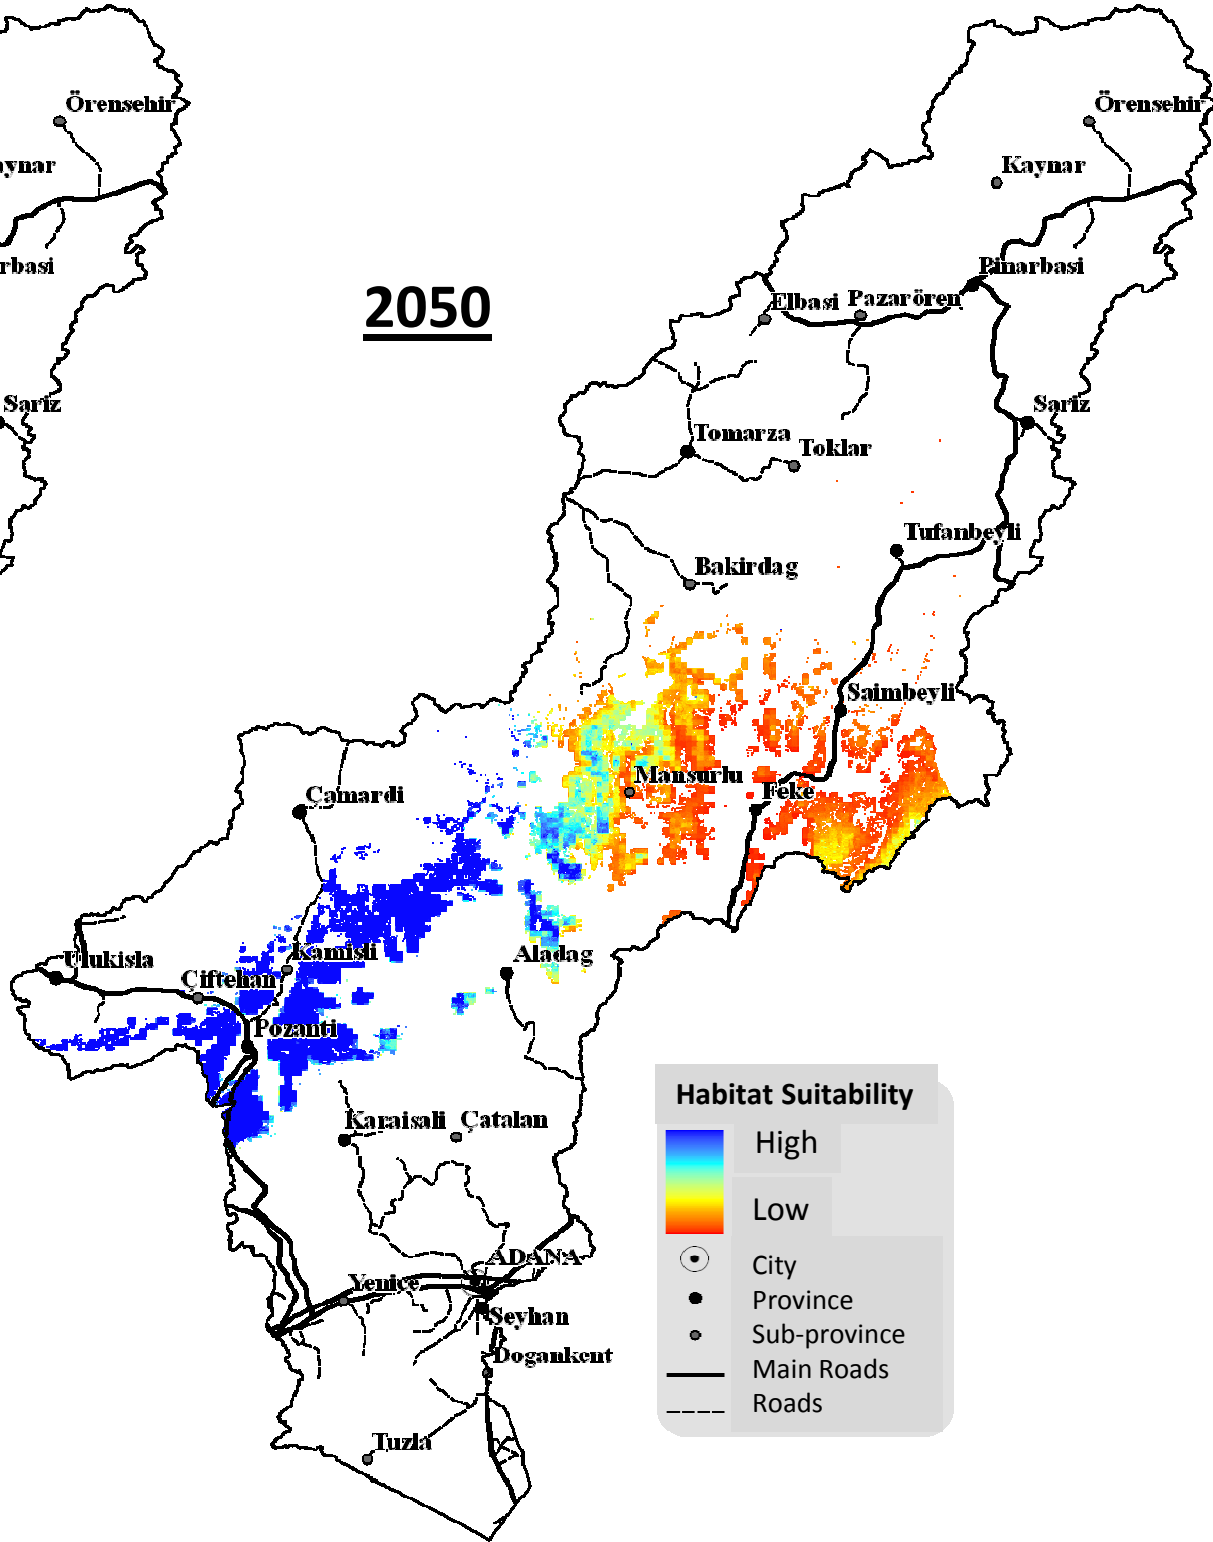 Örensehir
Örensehir
aynar
Kaynar
rbasi
Pinarbasi
2050
Elbasi
Pazarören
Sariz
Sariz
Tomarza
Toklar
Tufanbeyli
Bakirdag
Saimbeyli
Mansurlu
Feke
Çamardi
Ulukisla
Kamisli
Aladag
Çiftehan
Pozanti
Habitat Suitability
High
Low
Karaisali
Çatalan
ADANA
City
Yenice
Province
Seyhan
Sub-province
Dogankent
Main Roads
Roads
Tuzla